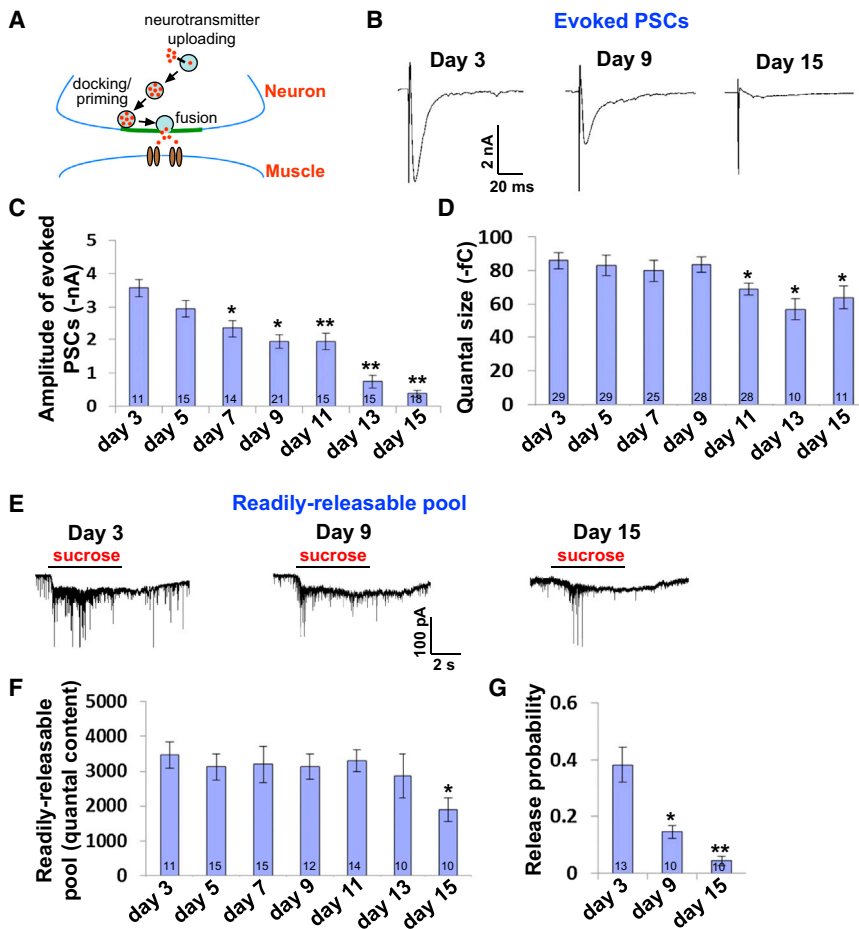 A
neurotransmitter
uploading
docking/
priming
Neuron
fusion
Muscle
B
Evoked PSCs
Day 3
Day 9
Day 15
2 nA
20 ms
C
Amplitude of evoked
PSCs (-nA)
5
4
3
2
1
0
*
*
**
**
**
11
15
14
21
15
15
18
day 3
day 5
day 7
day 9
day 11
day 13
day 15
D
Quantal size (-fC)
100
80
60
40
20
0
*
*
*
29
29
25
28
28
10
11
day 3
day 5
day 7
day 9
day 11
day 13
day 15
E
Readily-releasable pool
Day 3
Day 9
Day 15
sucrose
sucrose
sucrose
100 pA
2 s
F
Readily-releasable
pool (quantal content)
5000
4000
3000
2000
1000
0
*
11
15
15
12
14
10
10
day 3
day 5
day 7
day 9
day 11
day 13
day 15
G
Release probability
0.6
0.4
0.2
0
*
**
13
10
10
day 3
day 9
day 15